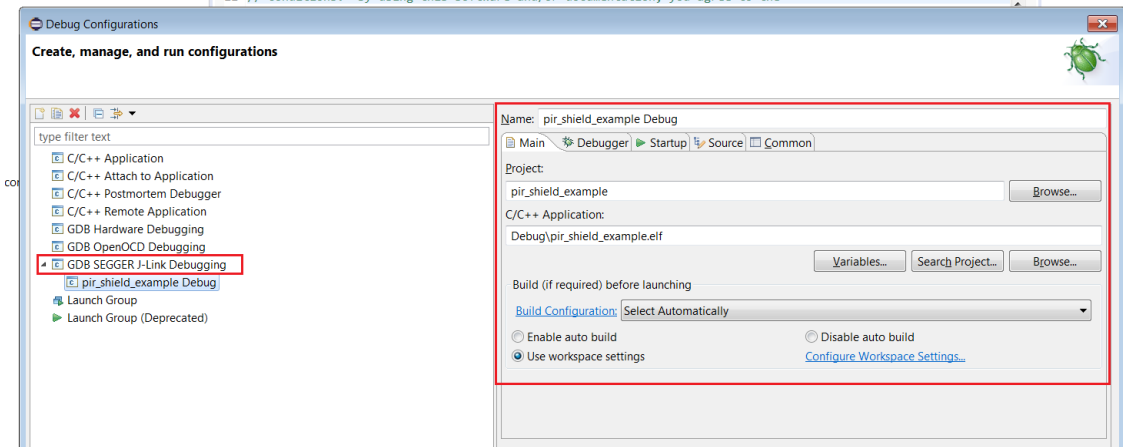 Debug Configurations
Create, manage, and run configurations
type filter text
C/C++ Application
C/C++ Attach to Application
C/C++ Postmortem Debugger
C/C++ Remote Application
GDB Hardware Debugging
GDB OpenOCD Debugging
GDB SEGGER J-Link Debugging
pir_shield_example Debug
Launch Group
Launch Group (Deprecated)
Name: pir_shield_example Debug
Main Debugger Startup Source Common
Project:
pir_shield_example Browse...
C/C++ Application:
Debug\pir_shield_example.elf
Variables... Search Project... Browse...
Build (if required) before launching
Build Configuration: Select Automatically
Enable auto build Disable auto build
Use workspace settings Configure Workspace Settings...